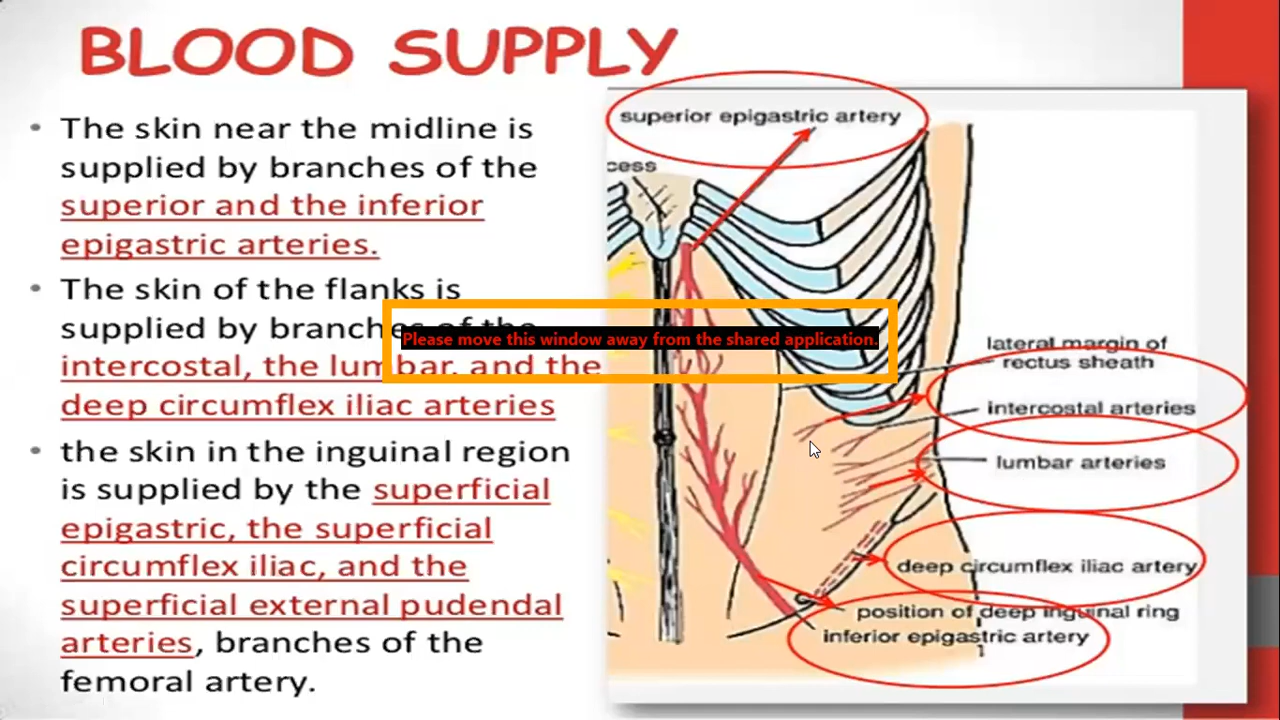 BLOOD SUPPLY
• The skin near the midline is
supplied by branches of the
superior and the inferior
epigastric arteries.
• The skin of the flanks is
supplied by branches of the
intercostal, the lumbar, and the
deep circumflex iliac arteries
• the skin in the inguinal region
is supplied by the superficial
epigastric, the superficial
circumflex iliac, and the
superficial external pudendal
arteries, branches of the
femoral artery.
Please move this window away from the shared application.
superior epigastric artery
cess
lateral margin of
rectus sheath
intercostal arteries
lumbar arteries
deep circumflex iliac artery
position of deep inguinal ring
inferior epigastric artery